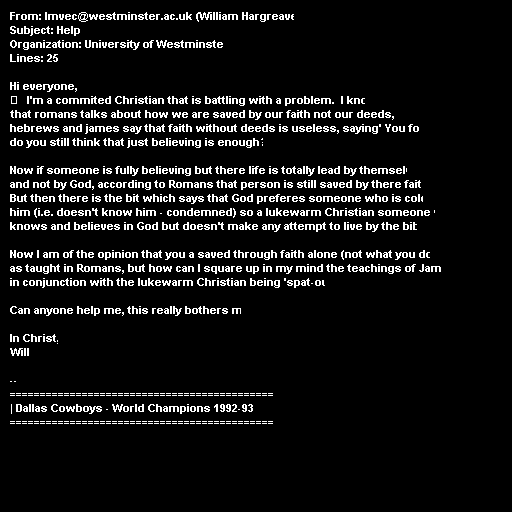 From: lmvec@westminster.ac.uk (William Hargreave
Subject: Help
Organization: University of Westminste
Lines: 25
Hi everyone,
I'm a commited Christian that is battling with a problem. I kno
that romans talks about how we are saved by our faith not our deeds,
hebrews and james say that faith without deeds is useless, saying' You fo
do you still think that just believing is enough?
Now if someone is fully believing but there life is totally lead by themsel
and not by God, according to Romans that person is still saved by there fait
But then there is the bit which says that God preferes someone who is col
him (i.e. doesn't know him - condemned) so a lukewarm Christian someone
knows and believes in God but doesn't make any attempt to live by the bib
Now I am of the opinion that you a saved through faith alone (not what you do
as taught in Romans, but how can I square up in my mind the teachings of Jam
in conjunction with the lukewarm Christian being 'spat-ou
Can anyone help me, this really bothers m
In Christ,
Will
--
============================================
| Dallas Cowboys - World Champions 1992-93
============================================